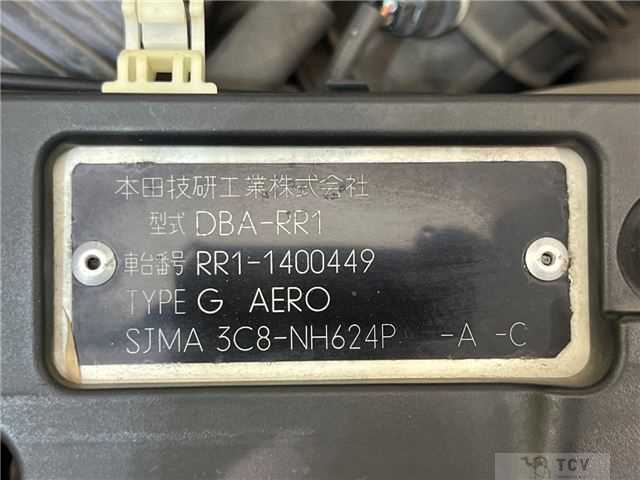 本田技研工業株式会社
型式 DBA-RR1
車台番号 RR1-1400449
TYPE G AERO
SJMA 3C8-NH624P -A -C
TCV